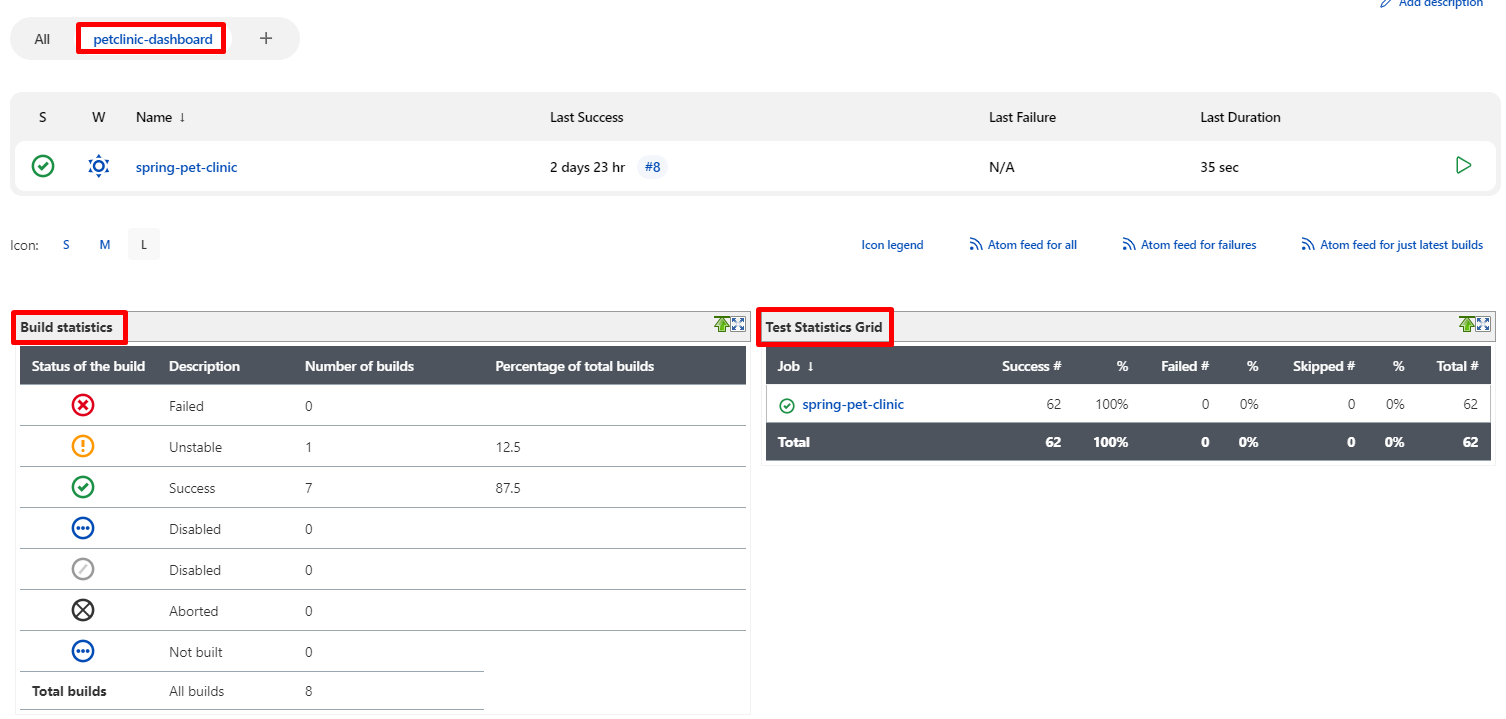 Add description
All petclinic-dashboard +
S W Name ↓ Last Success Last Failure Last Duration
spring-pet-clinic 2 days 23 hr #8 N/A 35 sec
Icon: S M L Icon legend Atom feed for all Atom feed for failures Atom feed for just latest builds
Build statistics
Status of the build Description Number of builds Percentage of total builds
Failed 0
Unstable 1 12.5
Success 7 87.5
Disabled 0
Disabled 0
Aborted 0
Not built 0
Total builds All builds 8
Test Statistics Grid
Job ↓ Success # % Failed # % Skipped # % Total #
spring-pet-clinic 62 100% 0 0% 0 0% 62
Total 62 100% 0 0% 0 0% 62